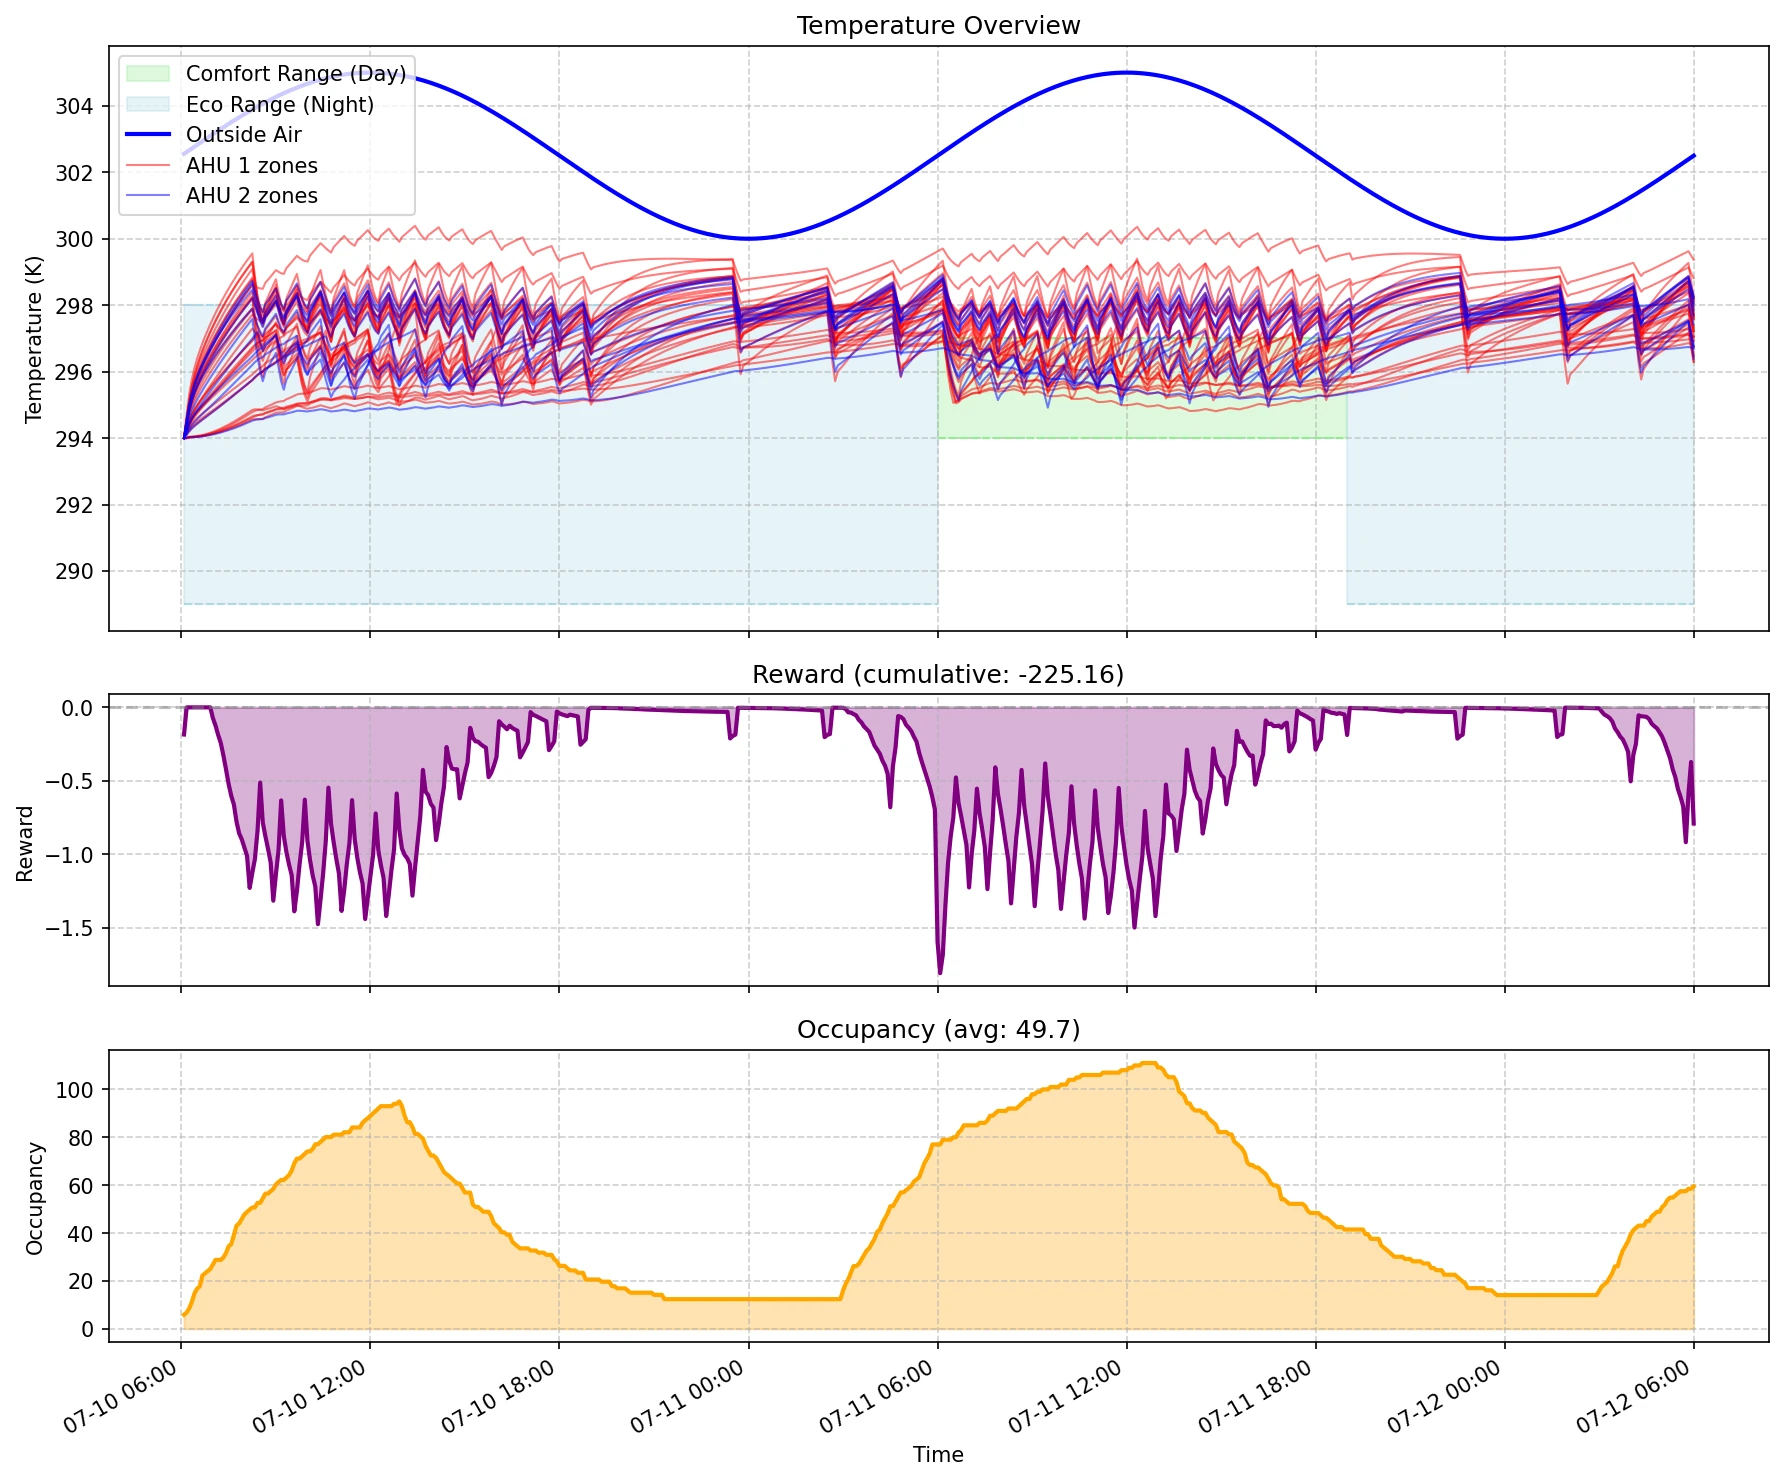 Temperature Overview
Comfort Range (Day)
Eco Range (Night)
Outside Air
AHU 1 zones
AHU 2 zones
Temperature (K)
304
302
300
298
296
294
292
290
Reward (cumulative: -225.16)
Reward
0.0
−0.5
−1.0
−1.5
Occupancy (avg: 49.7)
Occupancy
100
80
60
40
20
0
07-10 06:00
07-10 12:00
07-10 18:00
07-11 00:00
07-11 06:00
07-11 12:00
07-11 18:00
07-12 00:00
07-12 06:00
Time